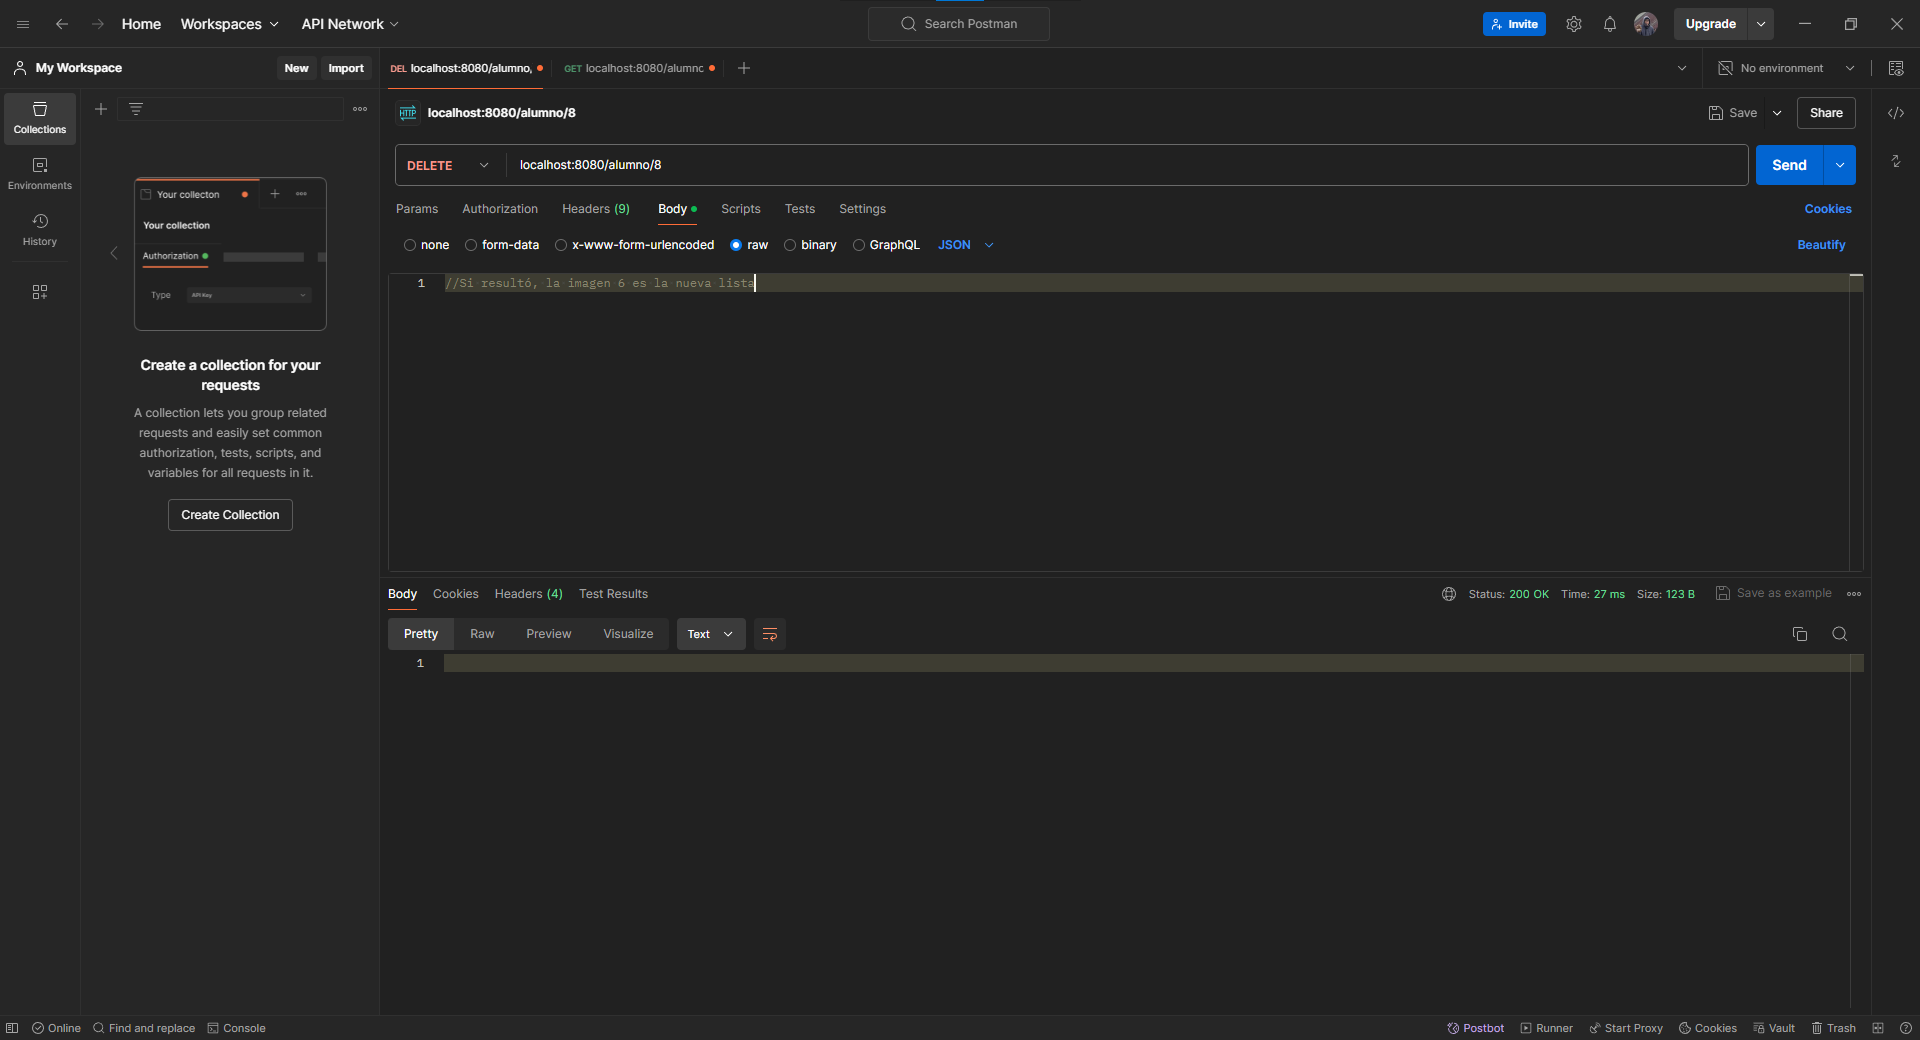 Home
Workspaces
API Network
Search Postman
Invite
Upgrade
My Workspace
New
Import
DEL localhost:8080/alumno,
GET localhost:8080/alumno
No environment
Collections
Environments
History
Your collecton
Your collection
Authorization
Type
API Key
Create a collection for your
requests
A collection lets you group related
requests and easily set common
authorization, tests, scripts, and
variables for all requests in it.
Create Collection
HTTP localhost:8080/alumno/8
Save
Share
DELETE
localhost:8080/alumno/8
Send
Params
Authorization
Headers (9)
Body
Scripts
Tests
Settings
Cookies
none
form-data
x-www-form-urlencoded
raw
binary
GraphQL
JSON
Beautify
1 //Si resultó, la imagen 6 es la nueva lista
Body
Cookies
Headers (4)
Test Results
Status: 200 OK
Time: 27 ms
Size: 123 B
Save as example
Pretty
Raw
Preview
Visualize
Text
1
Online
Find and replace
Console
Postbot
Runner
Start Proxy
Cookies
Vault
Trash